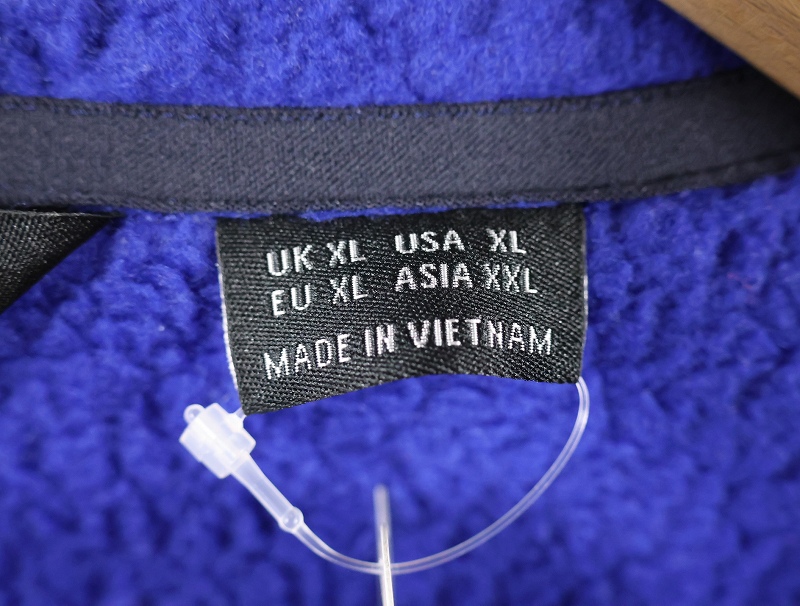 UK XL USA XL
EU XL ASIA XXL
MADE IN VIETNAM